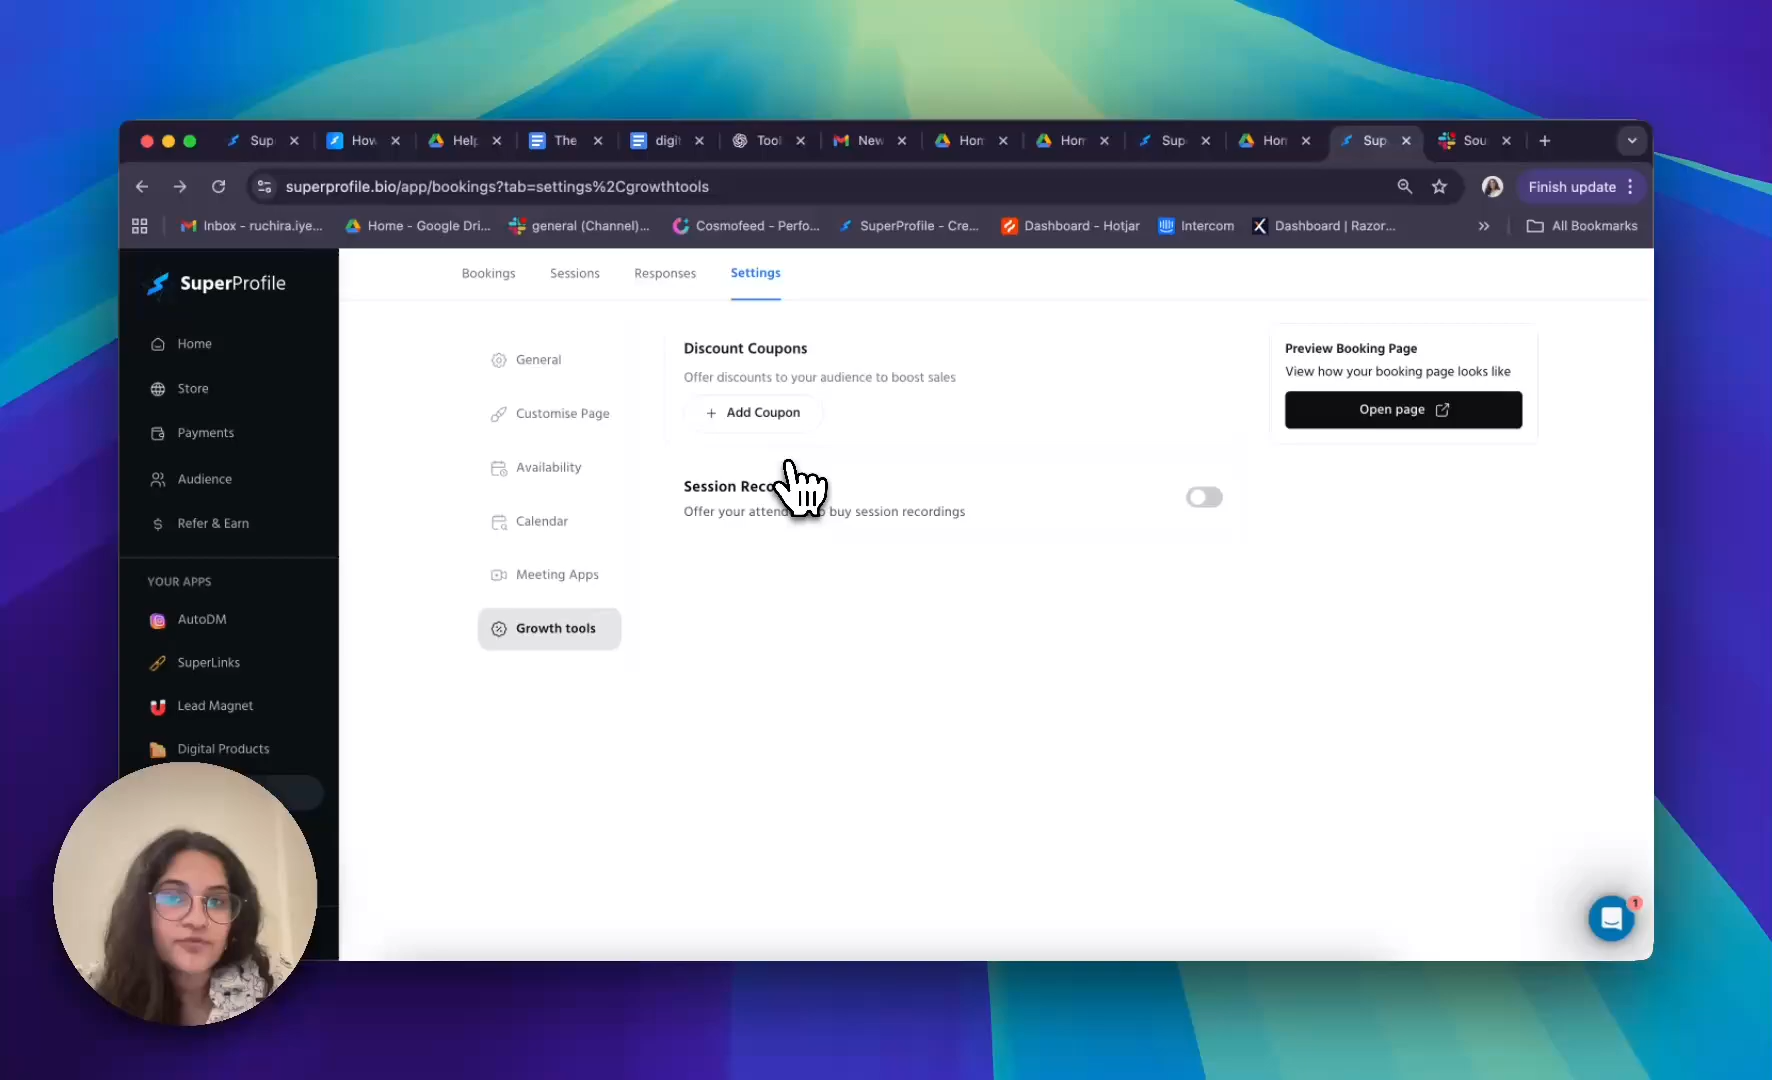 Sup
How
Help
The
digit
Tool
New
Hom
Hom
Sup
Hom
Sup
Sou
superprofile.bio/app/bookings?tab=settings%2Cgrowthtools
Finish update
Inbox - ruchira.iye...
Home - Google Dri...
general (Channel)...
Cosmofeed - Perfo...
SuperProfile - Cre...
Dashboard - Hotjar
Intercom
Dashboard | Razor...
All Bookmarks
SuperProfile
Home
Store
Payments
Audience
Refer & Earn
YOUR APPS
AutoDM
SuperLinks
Lead Magnet
Digital Products
Bookings
Sessions
Responses
Settings
General
Customise Page
Availability
Calendar
Meeting Apps
Growth tools
Discount Coupons
Offer discounts to your audience to boost sales
+ Add Coupon
Session Reco
Offer your attend buy session recordings
Preview Booking Page
View how your booking page looks like
Open page
1